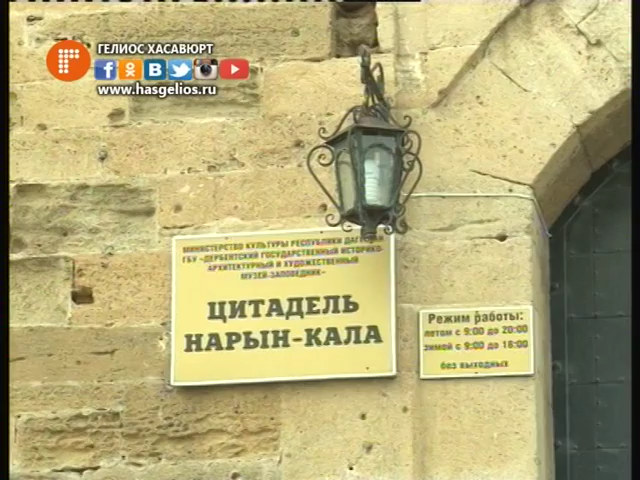 ГЕЛИОС ХАСАВЮРТ
www.hasgelios.ru
МИНИСТЕРСТВО КУЛЬТУРЫ РЕСПУБЛИКИ ДАГЕСТАН
ГБУ «ДЕРБЕНТСКИЙ ГОСУДАРСТВЕННЫЙ ИСТОРИКО-
АРХИТЕКТУРНЫЙ И ХУДОЖЕСТВЕННЫЙ
МУЗЕЙ-ЗАПОВЕДНИК»
ЦИТАДЕЛЬ
НАРЫН-КАЛА
Режим работы:
летом с 9:00 до 20:00
зимой с 9:00 до 18:00
без выходных